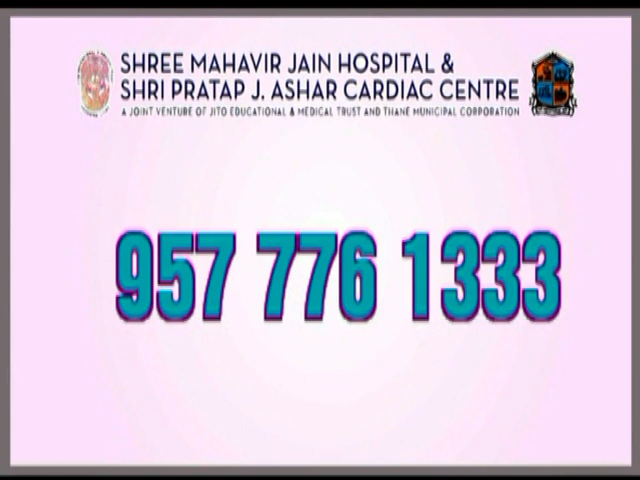 SHREE MAHAVIR JAIN HOSPITAL &
SHRI PRATAP J. ASHAR CARDIAC CENTRE
A JOINT VENTURE OF JITO EDUCATIONAL & MEDICAL TRUST AND THANE MUNICIPAL CORPORATION
957 776 1333